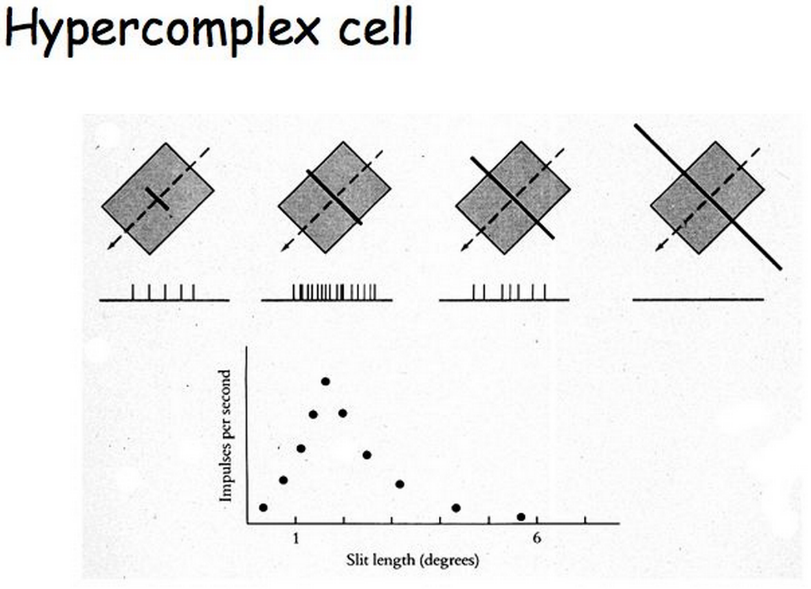 Hypercomplex cell
Impulses per second
1 6
Slit length (degrees)